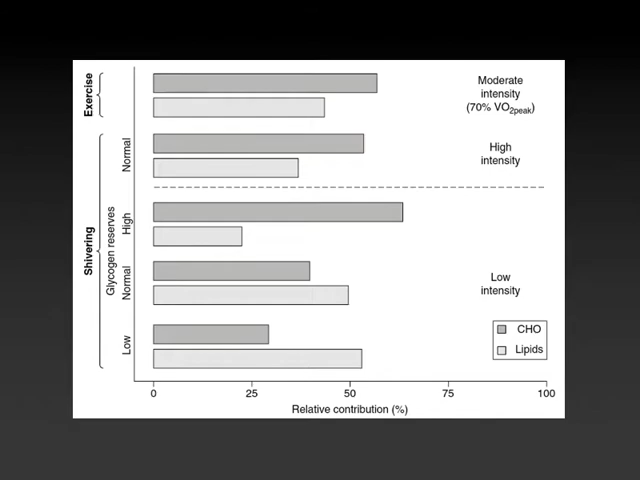 Exercise
Moderate
intensity
(70% VO2peak)
Shivering
Glycogen reserves
Normal
High
intensity
High
Normal
Low
intensity
Low
CHO
Lipids
0 25 50 75 100
Relative contribution (%)